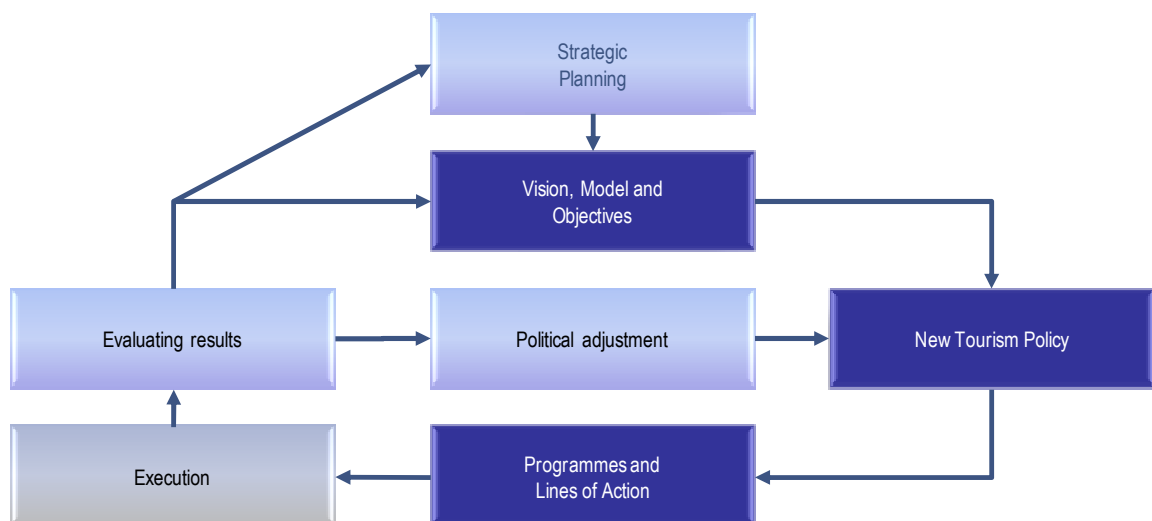 Strategic
Planning
Vision, Model and
Objectives
Evaluating results
Political adjustment
New Tourism Policy
Execution
Programmes and
Lines of Action